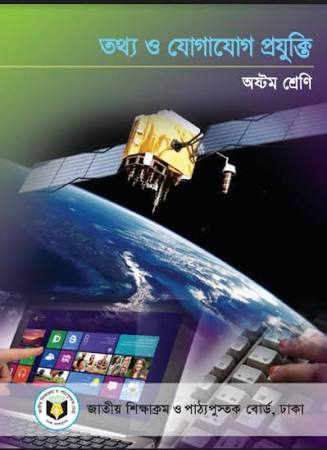 তথ্য ও যোগাযোগ প্রযুক্তি
অষ্টম শ্রেণি
জাতীয় শিক্ষাক্রম ও পাঠ্যপুস্তক বোর্ড, ঢাকা